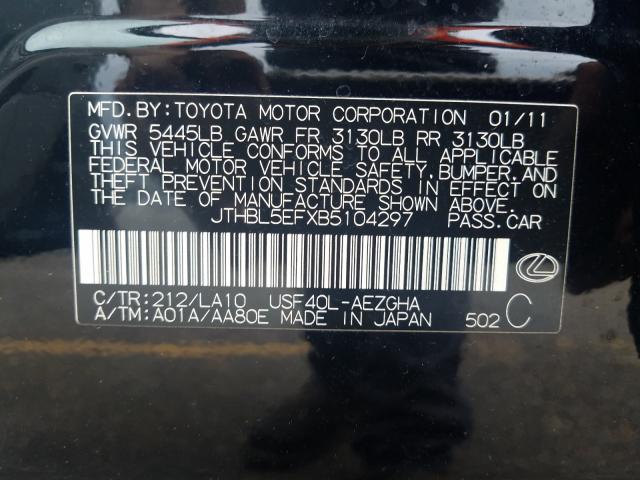 MFD. BY: TOYOTA MOTOR CORPORATION 01/11
GVWR 5445LB GAWR FR 3130LB RR 3130LB
THIS VEHICLE CONFORMS TO ALL APPLICABLE
FEDERAL MOTOR VEHICLE SAFETY, BUMPER, AND
THEFT PREVENTION STANDARDS IN EFFECT ON
THE DATE OF MANUFACTURE SHOWN ABOVE.
JTHBL5EFXB5104297 PASS. CAR
C/TR: 212/LA10 USF40L-AEZGHA
A/TM: A01A/AA80E MADE IN JAPAN 502 C